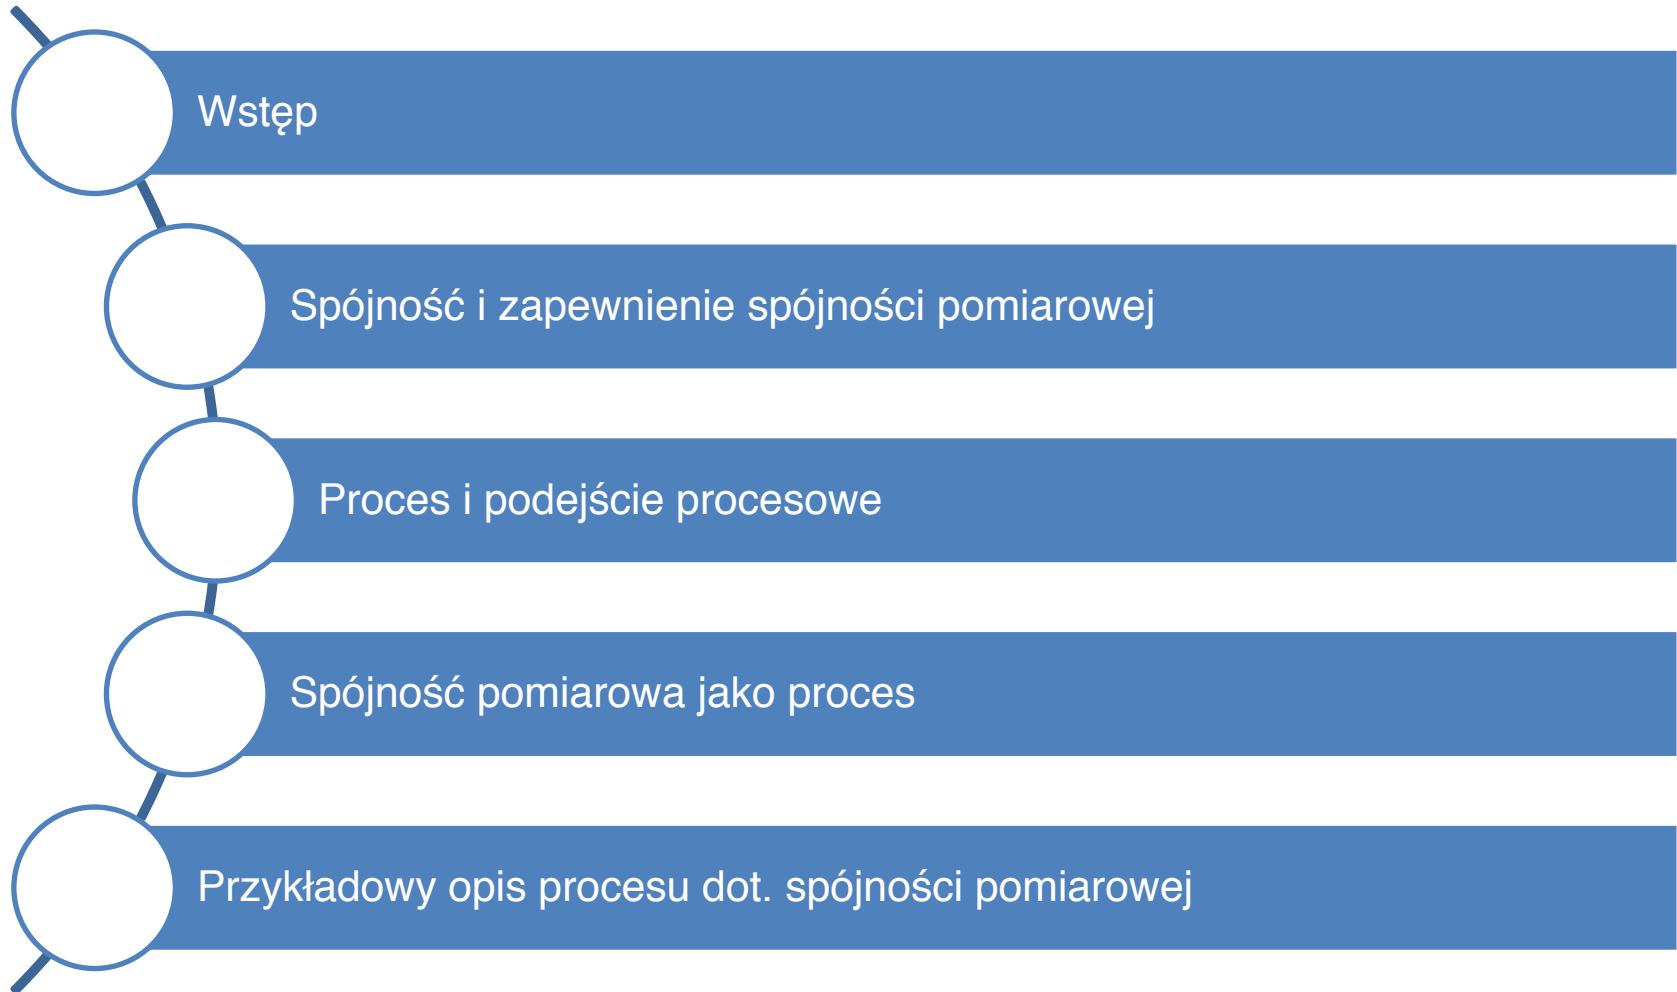 Wstęp
Spójność i zapewnienie spójności pomiarowej
Proces i podejście procesowe
Spójność pomiarowa jako proces
Przykładowy opis procesu dot. spójności pomiarowej